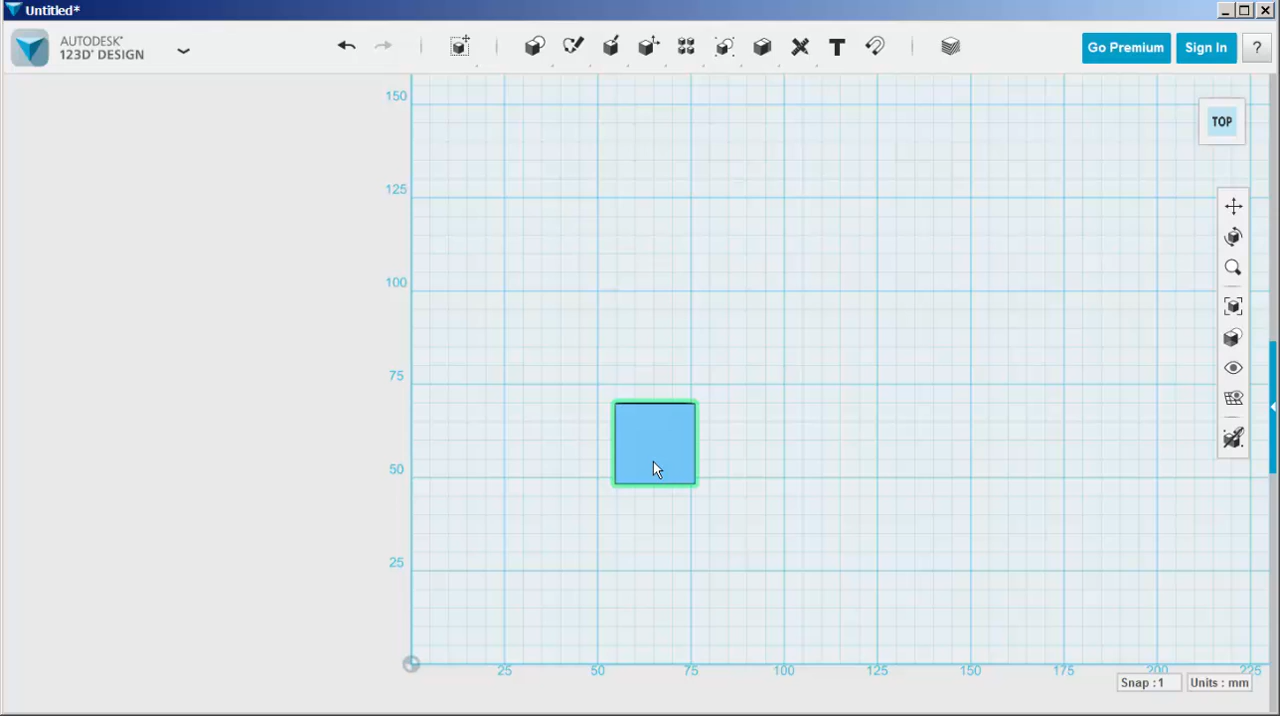 Untitled*
AUTODESK®
123D® DESIGN
T
Go Premium
Sign In
?
TOP
150
125
100
75
50
25
25 50 75 100 125 150 175 200 225
Snap : 1
Units : mm